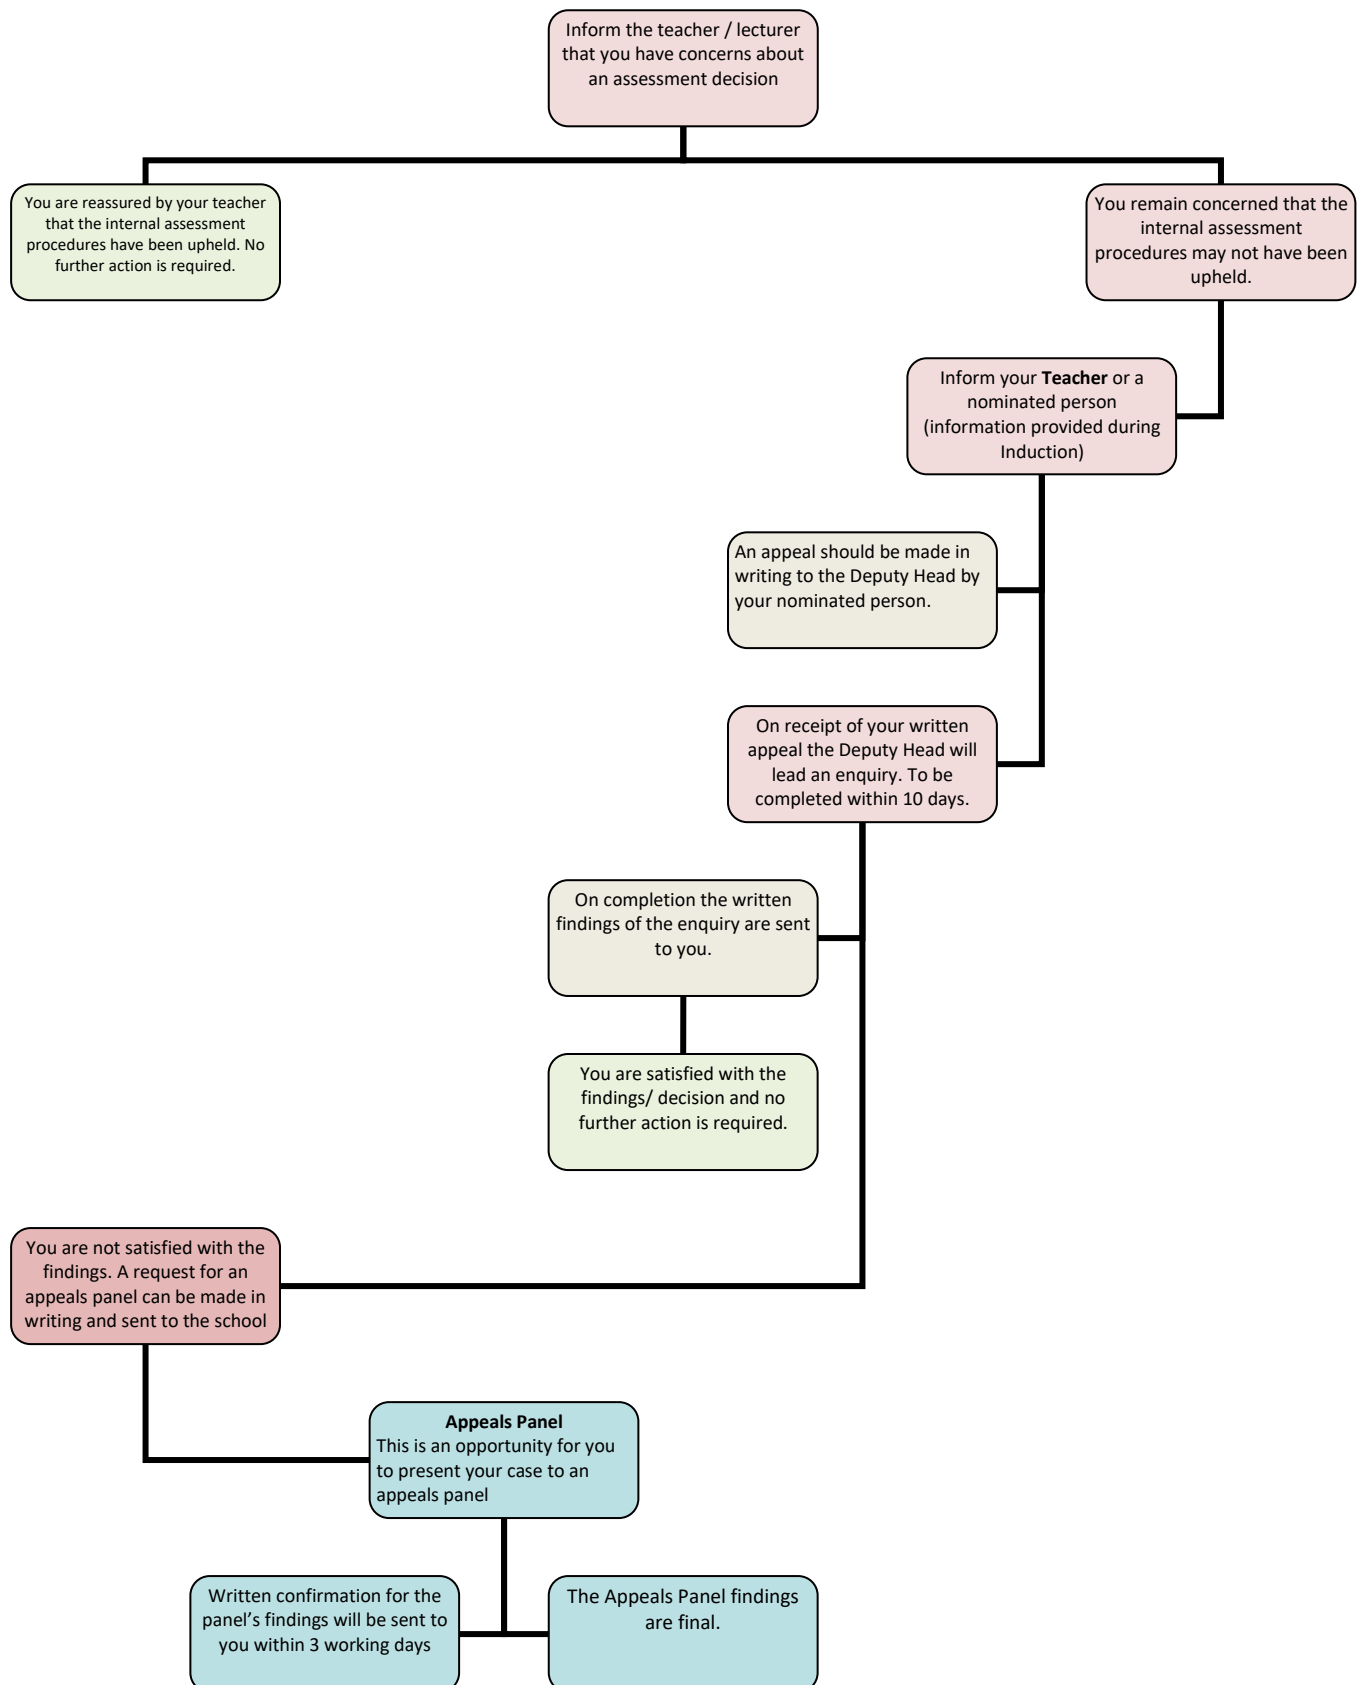 Inform the teacher / lecturer
that you have concerns about
an assessment decision
You are reassured by your teacher
that the internal assessment
procedures have been upheld. No
further action is required.
You remain concerned that the
internal assessment
procedures may not have been
upheld.
Inform your Teacher or a
nominated person
(information provided during
Induction)
An appeal should be made in
writing to the Deputy Head by
your nominated person.
On receipt of your written
appeal the Deputy Head will
lead an enquiry. To be
completed within 10 days.
On completion the written
findings of the enquiry are sent
to you.
You are satisfied with the
findings/ decision and no
further action is required.
You are not satisfied with the
findings. A request for an
appeals panel can be made in
writing and sent to the school
Appeals Panel
This is an opportunity for you
to present your case to an
appeals panel
Written confirmation for the
panel’s findings will be sent to
you within 3 working days
The Appeals Panel findings
are final.